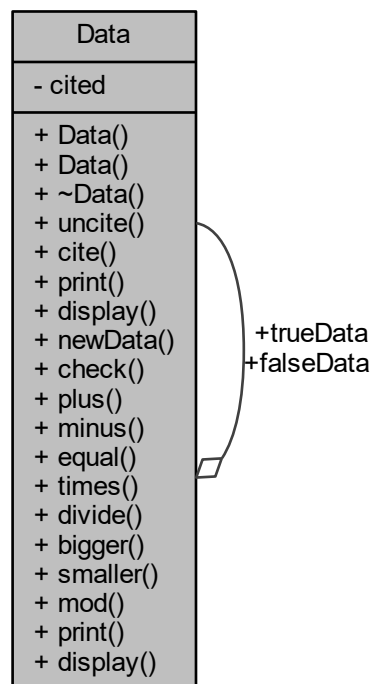 Data
- cited
+ Data()
+ Data()
+ ~Data()
+ uncite()
+ cite()
+ print()
+ display()
+ newData()
+ check()
+ plus()
+ minus()
+ equal()
+ times()
+ divide()
+ bigger()
+ smaller()
+ mod()
+ print()
+ display()
+trueData
+falseData